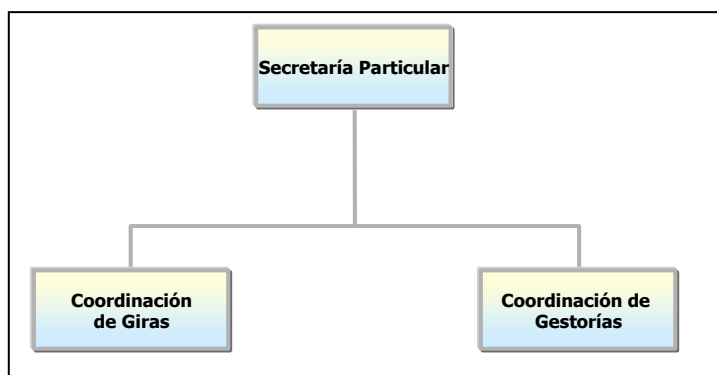 Secretaría Particular
Coordinación
de Giras
Coordinación de
Gestorías